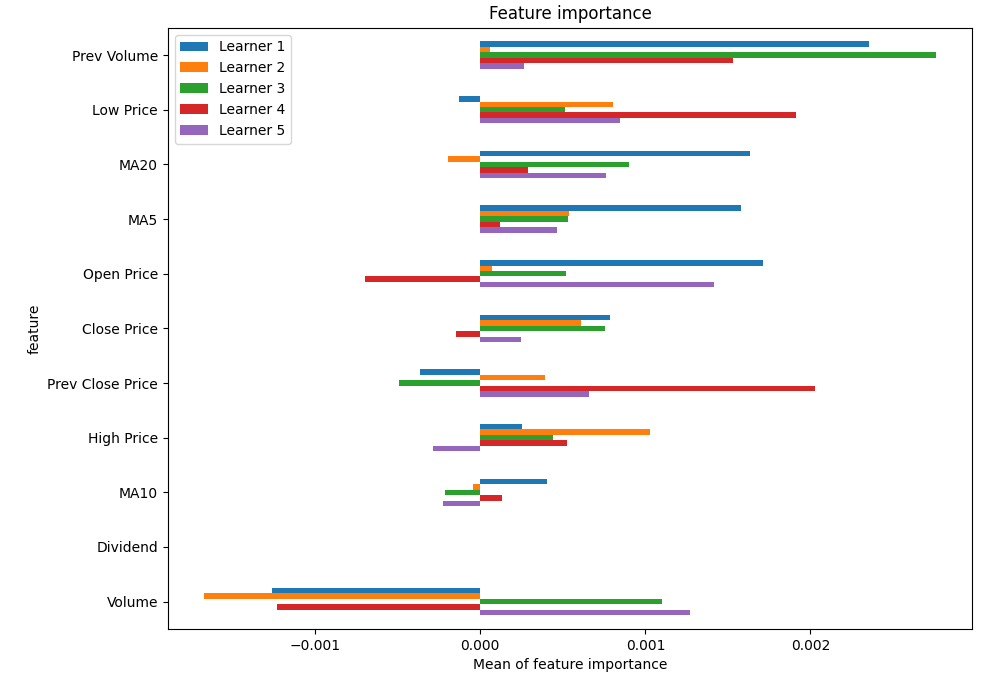 Feature importance
Learner 1
Learner 2
Learner 3
Learner 4
Learner 5
feature
Prev Volume
Low Price
MA20
MA5
Open Price
Close Price
Prev Close Price
High Price
MA10
Dividend
Volume
−0.001 0.000 0.001 0.002
Mean of feature importance